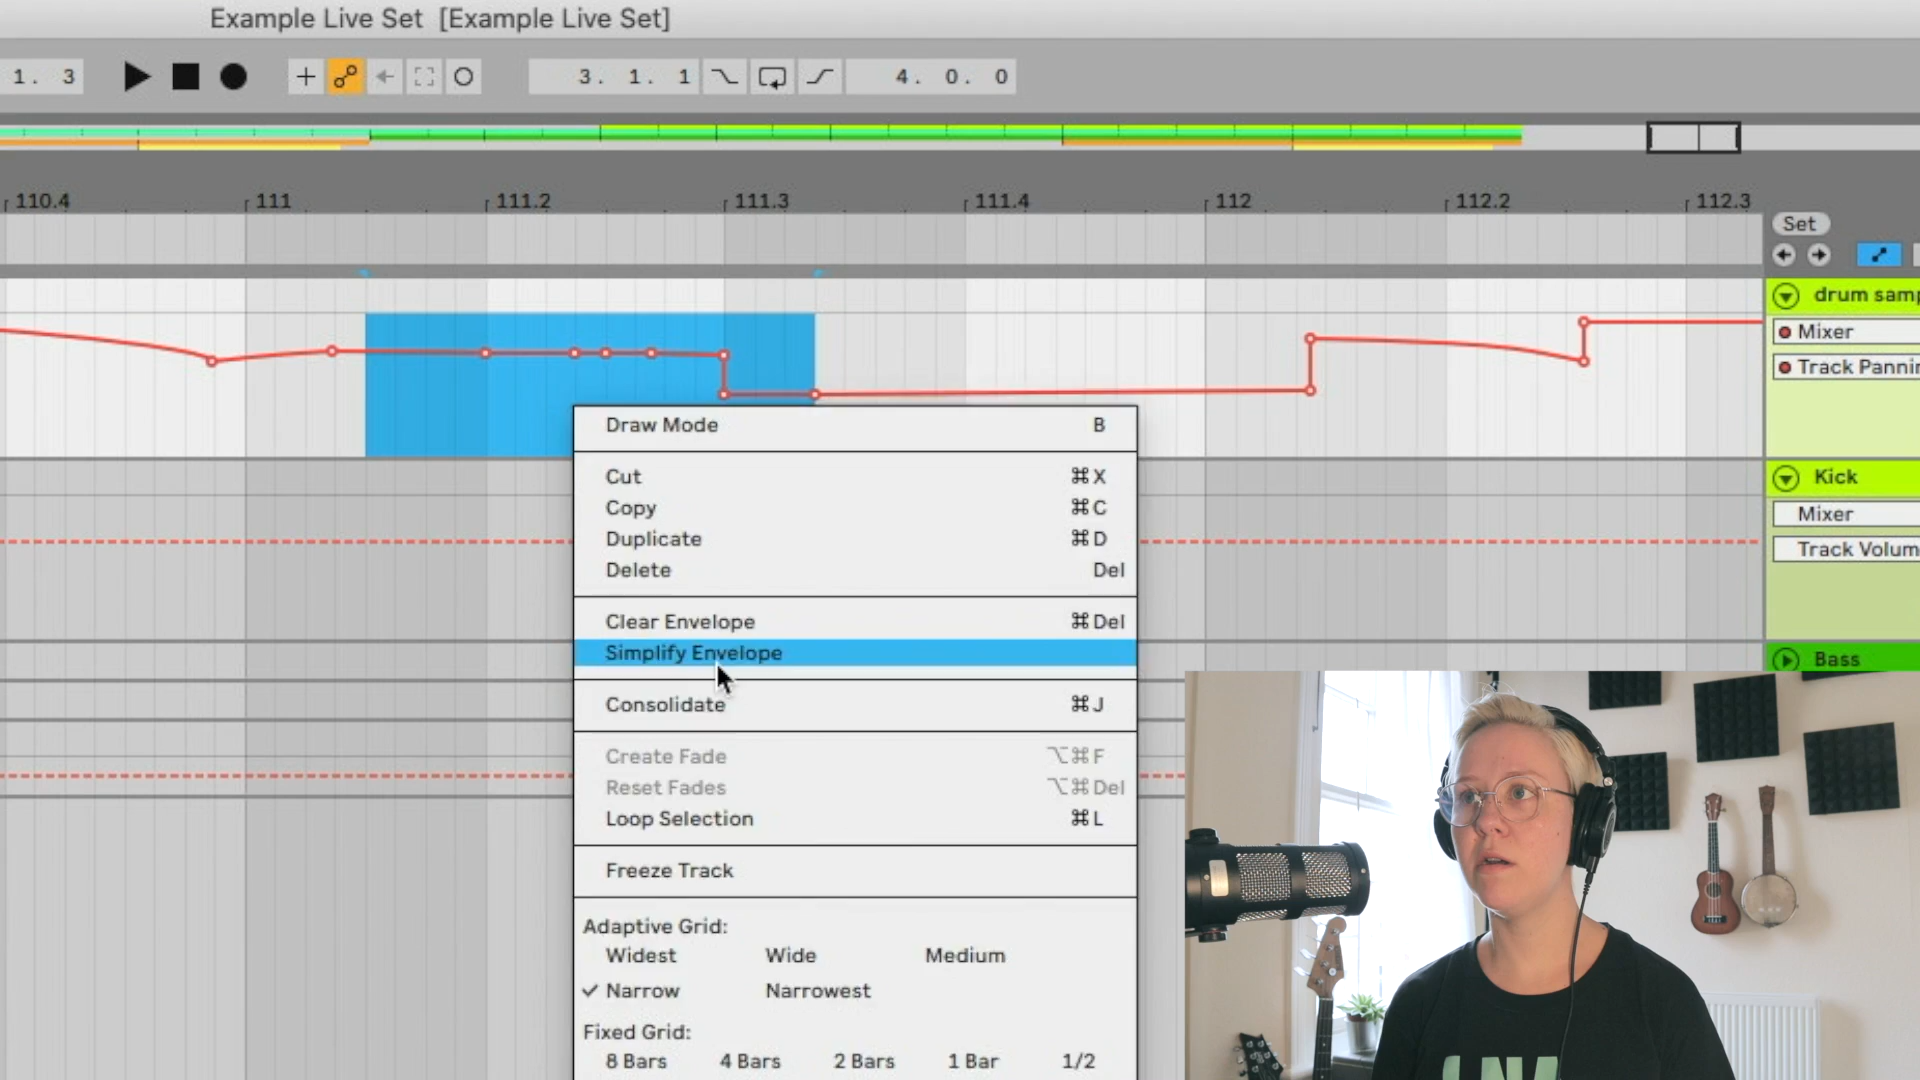 Example Live Set [Example Live Set]
1. 3
3. 1. 1
4. 0. 0
110.4
111
111.2
111.3
111.4
112
112.2
112.3
Set
drum samp
Mixer
Track Pannin
Kick
Mixer
Track Volum
Bass
Draw Mode B
Cut ⌘X
Copy ⌘C
Duplicate ⌘D
Delete Del
Clear Envelope ⌘Del
Simplify Envelope
Consolidate ⌘J
Create Fade ⌥⌘F
Reset Fades ⌥⌘Del
Loop Selection ⌘L
Freeze Track
Adaptive Grid:
Widest Wide Medium
✓ Narrow Narrowest
Fixed Grid:
8 Bars 4 Bars 2 Bars 1 Bar 1/2